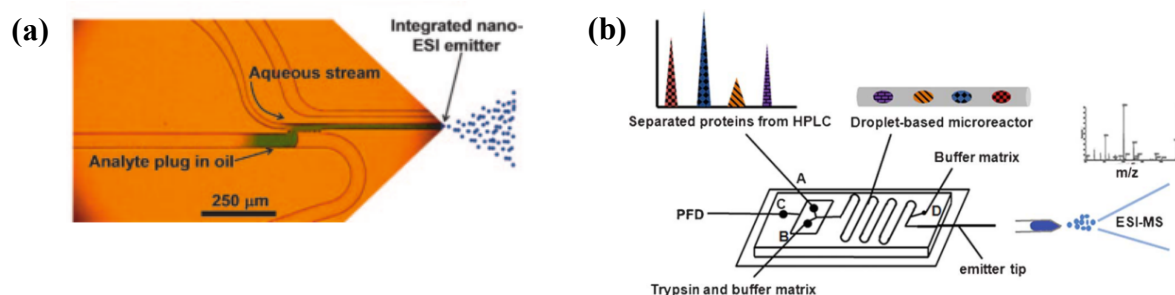 (a)
Integrated nano-
ESI emitter
Aqueous stream
Analyte plug in oil
250 µm
(b)
Separated proteins from HPLC
Droplet-based microreactor
m/z
Buffer matrix
A
C
PFD
B
D
ESI-MS
emitter tip
Trypsin and buffer matrix